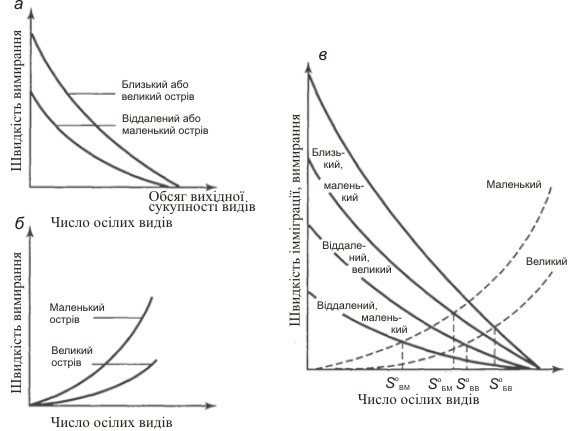 а
Швидкість вимирання
Близький або
великий острів
Віддалений або
маленький острів
Обсяг вихідної
сукупності видів
Число осілих видів
б
Швидкість вимирання
Маленький
острів
Великий
острів
Число осілих видів
в
Швидкість імміграції, вимирання
Близь-
кий,
малень-
кий
Віддале-
ний,
великий
Віддалений,
малень-
кий
Маленький
Великий
S°ВМ S°БМ S°ВВ S°БВ
Число осілих видів